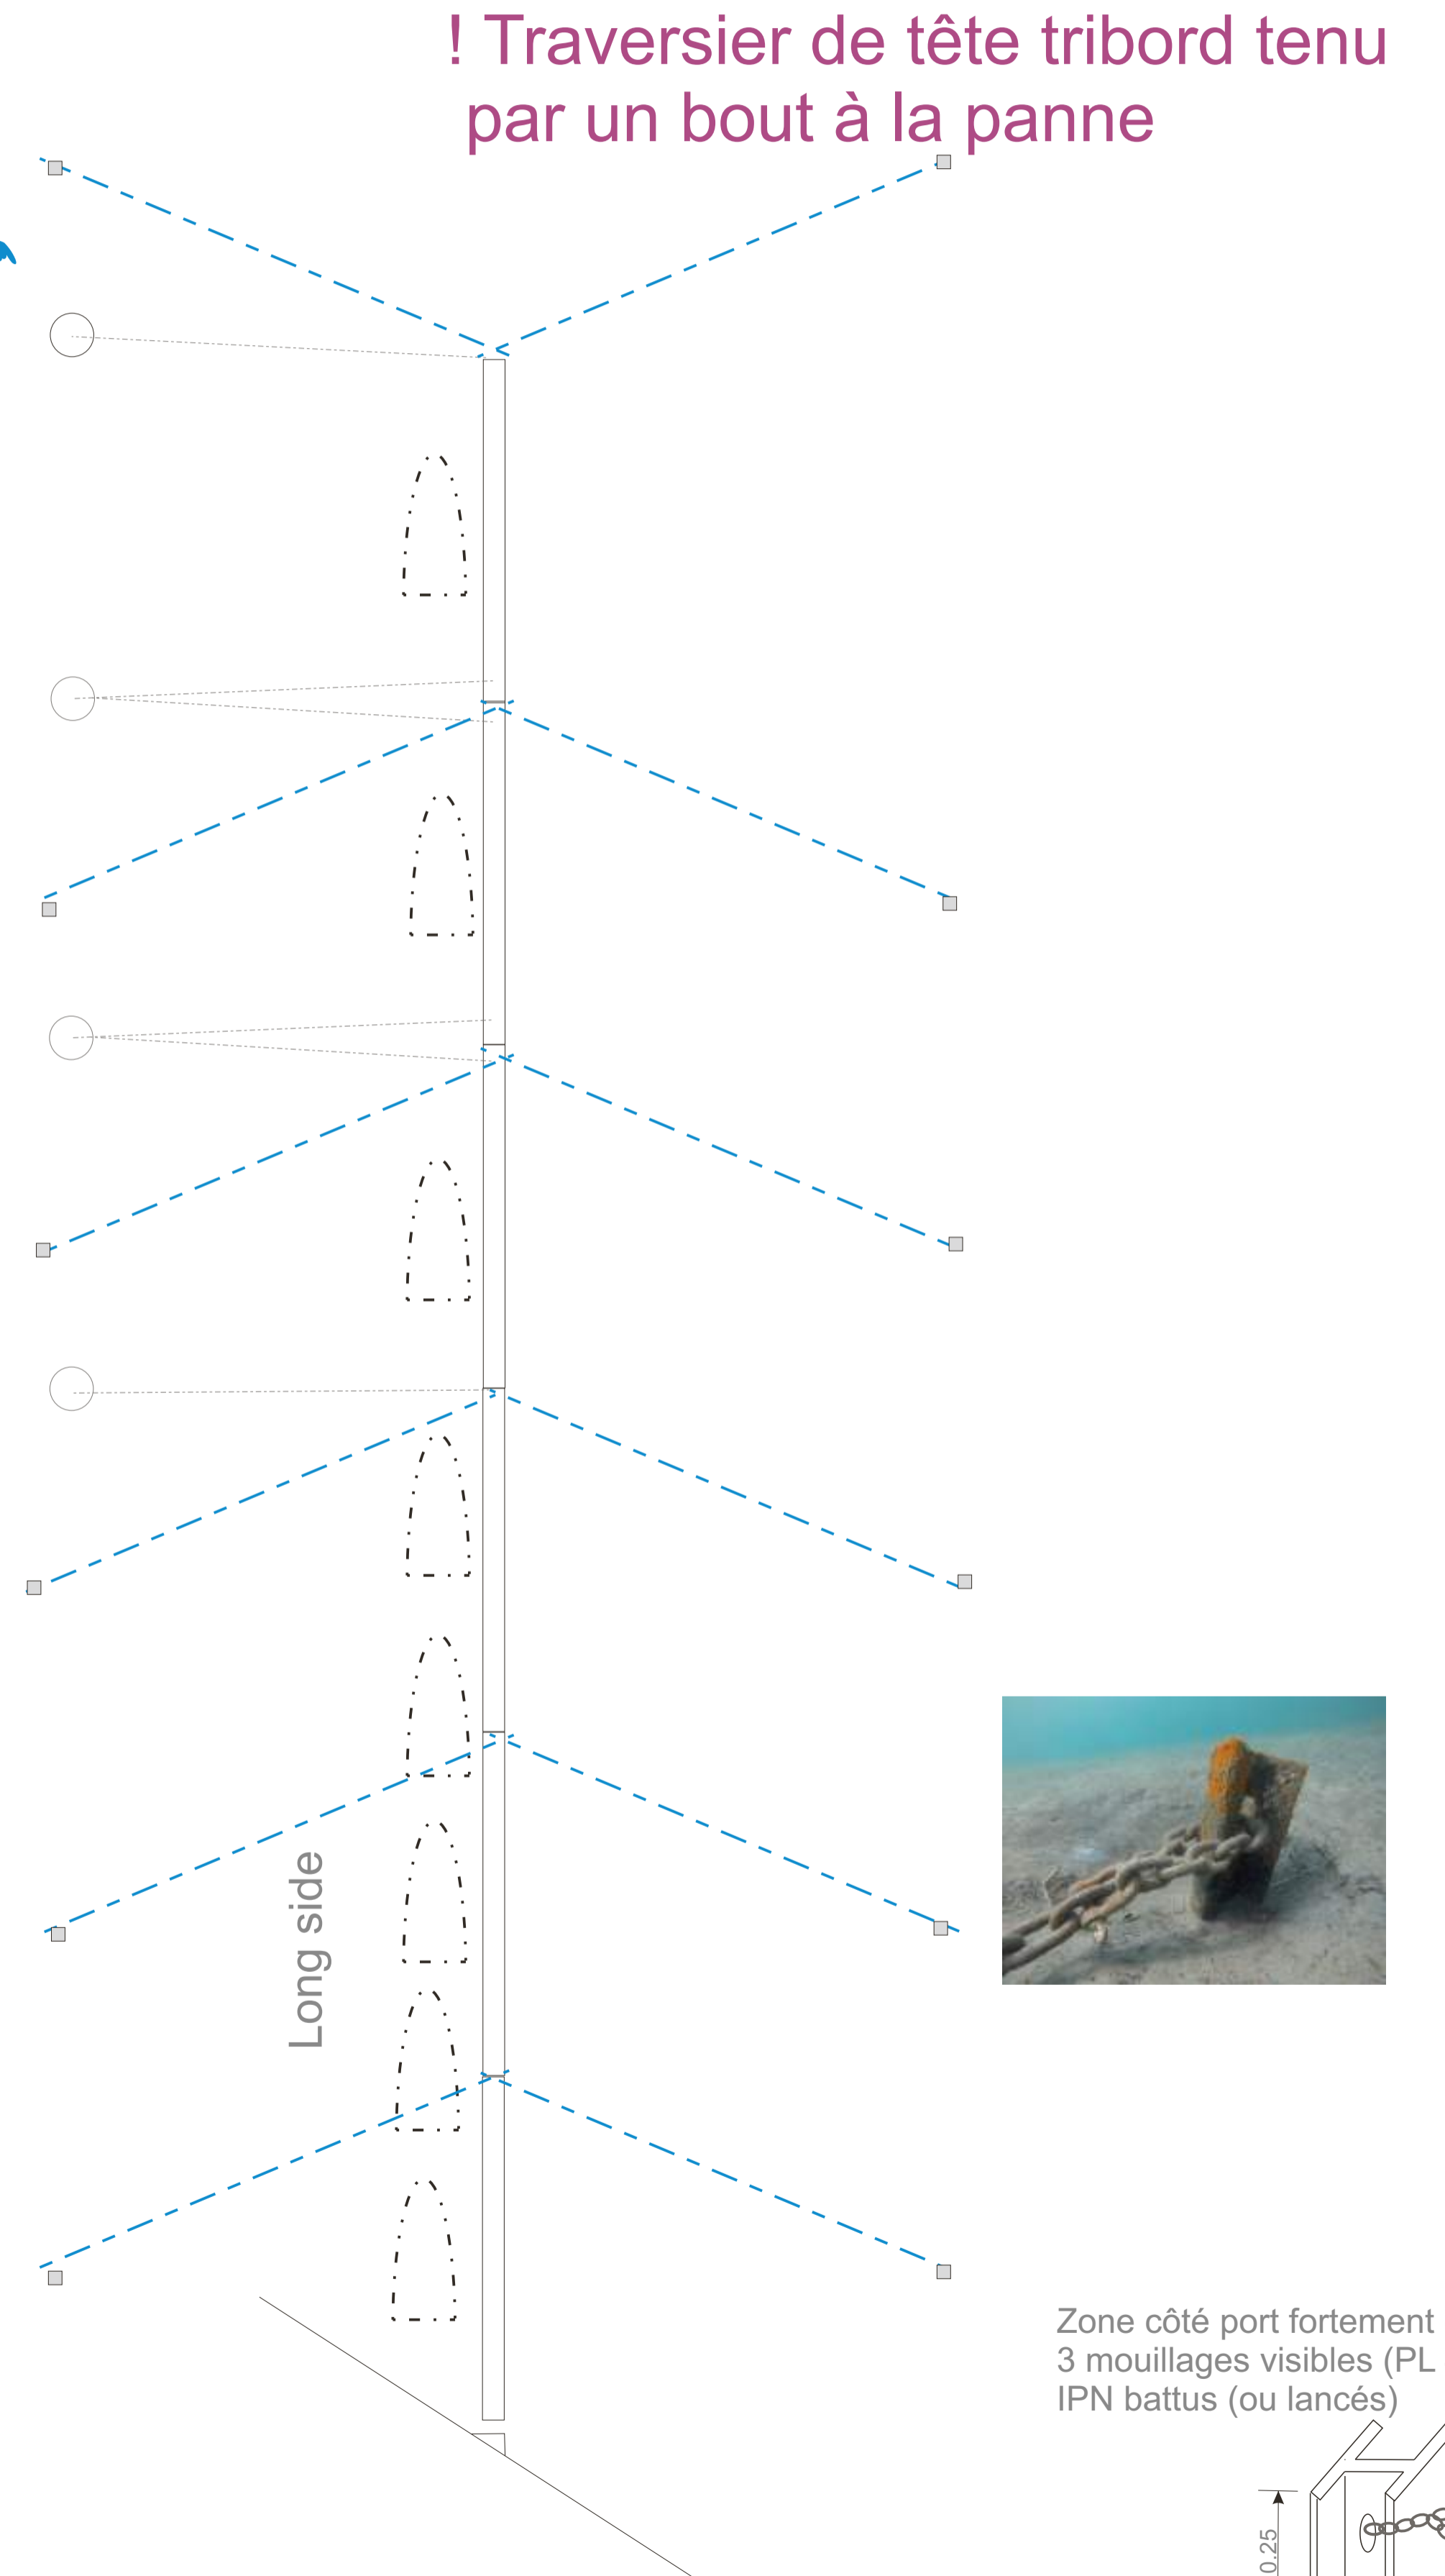 ! Traversier de tête tribord tenu
par un bout à la panne
Long side
Zone côté port fortement
3 mouillages visibles (PL
IPN battus (ou lancés)
0.25